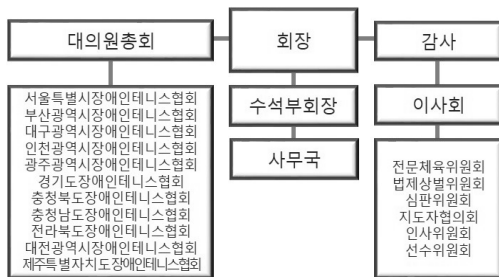 대의원총회
회장
감사
서울특별시장애인테니스협회
부산광역시장애인테니스협회
대구광역시장애인테니스협회
인천광역시장애인테니스협회
광주광역시장애인테니스협회
경기도장애인테니스협회
충청북도장애인테니스협회
충청남도장애인테니스협회
전라북도장애인테니스협회
대전광역시장애인테니스협회
제주특별자치도장애인테니스협회
수석부회장
사무국
이사회
전문체육위원회
법제상벌위원회
심판위원회
지도자협의회
인사위원회
선수위원회